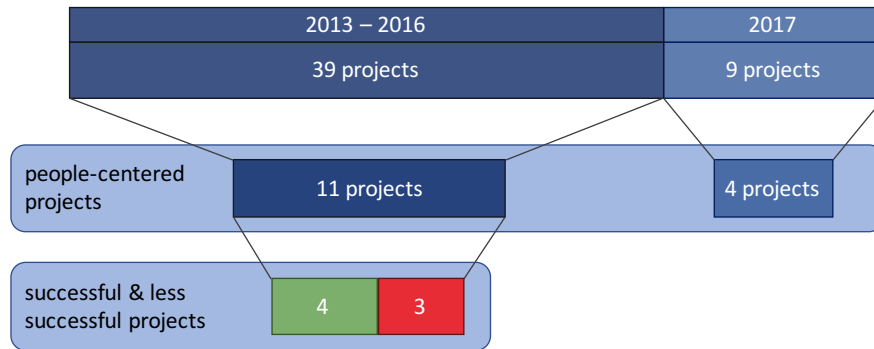 2013 – 2016
2017
39 projects
9 projects
people-centered
projects
11 projects
4 projects
successful & less
successful projects
4
3